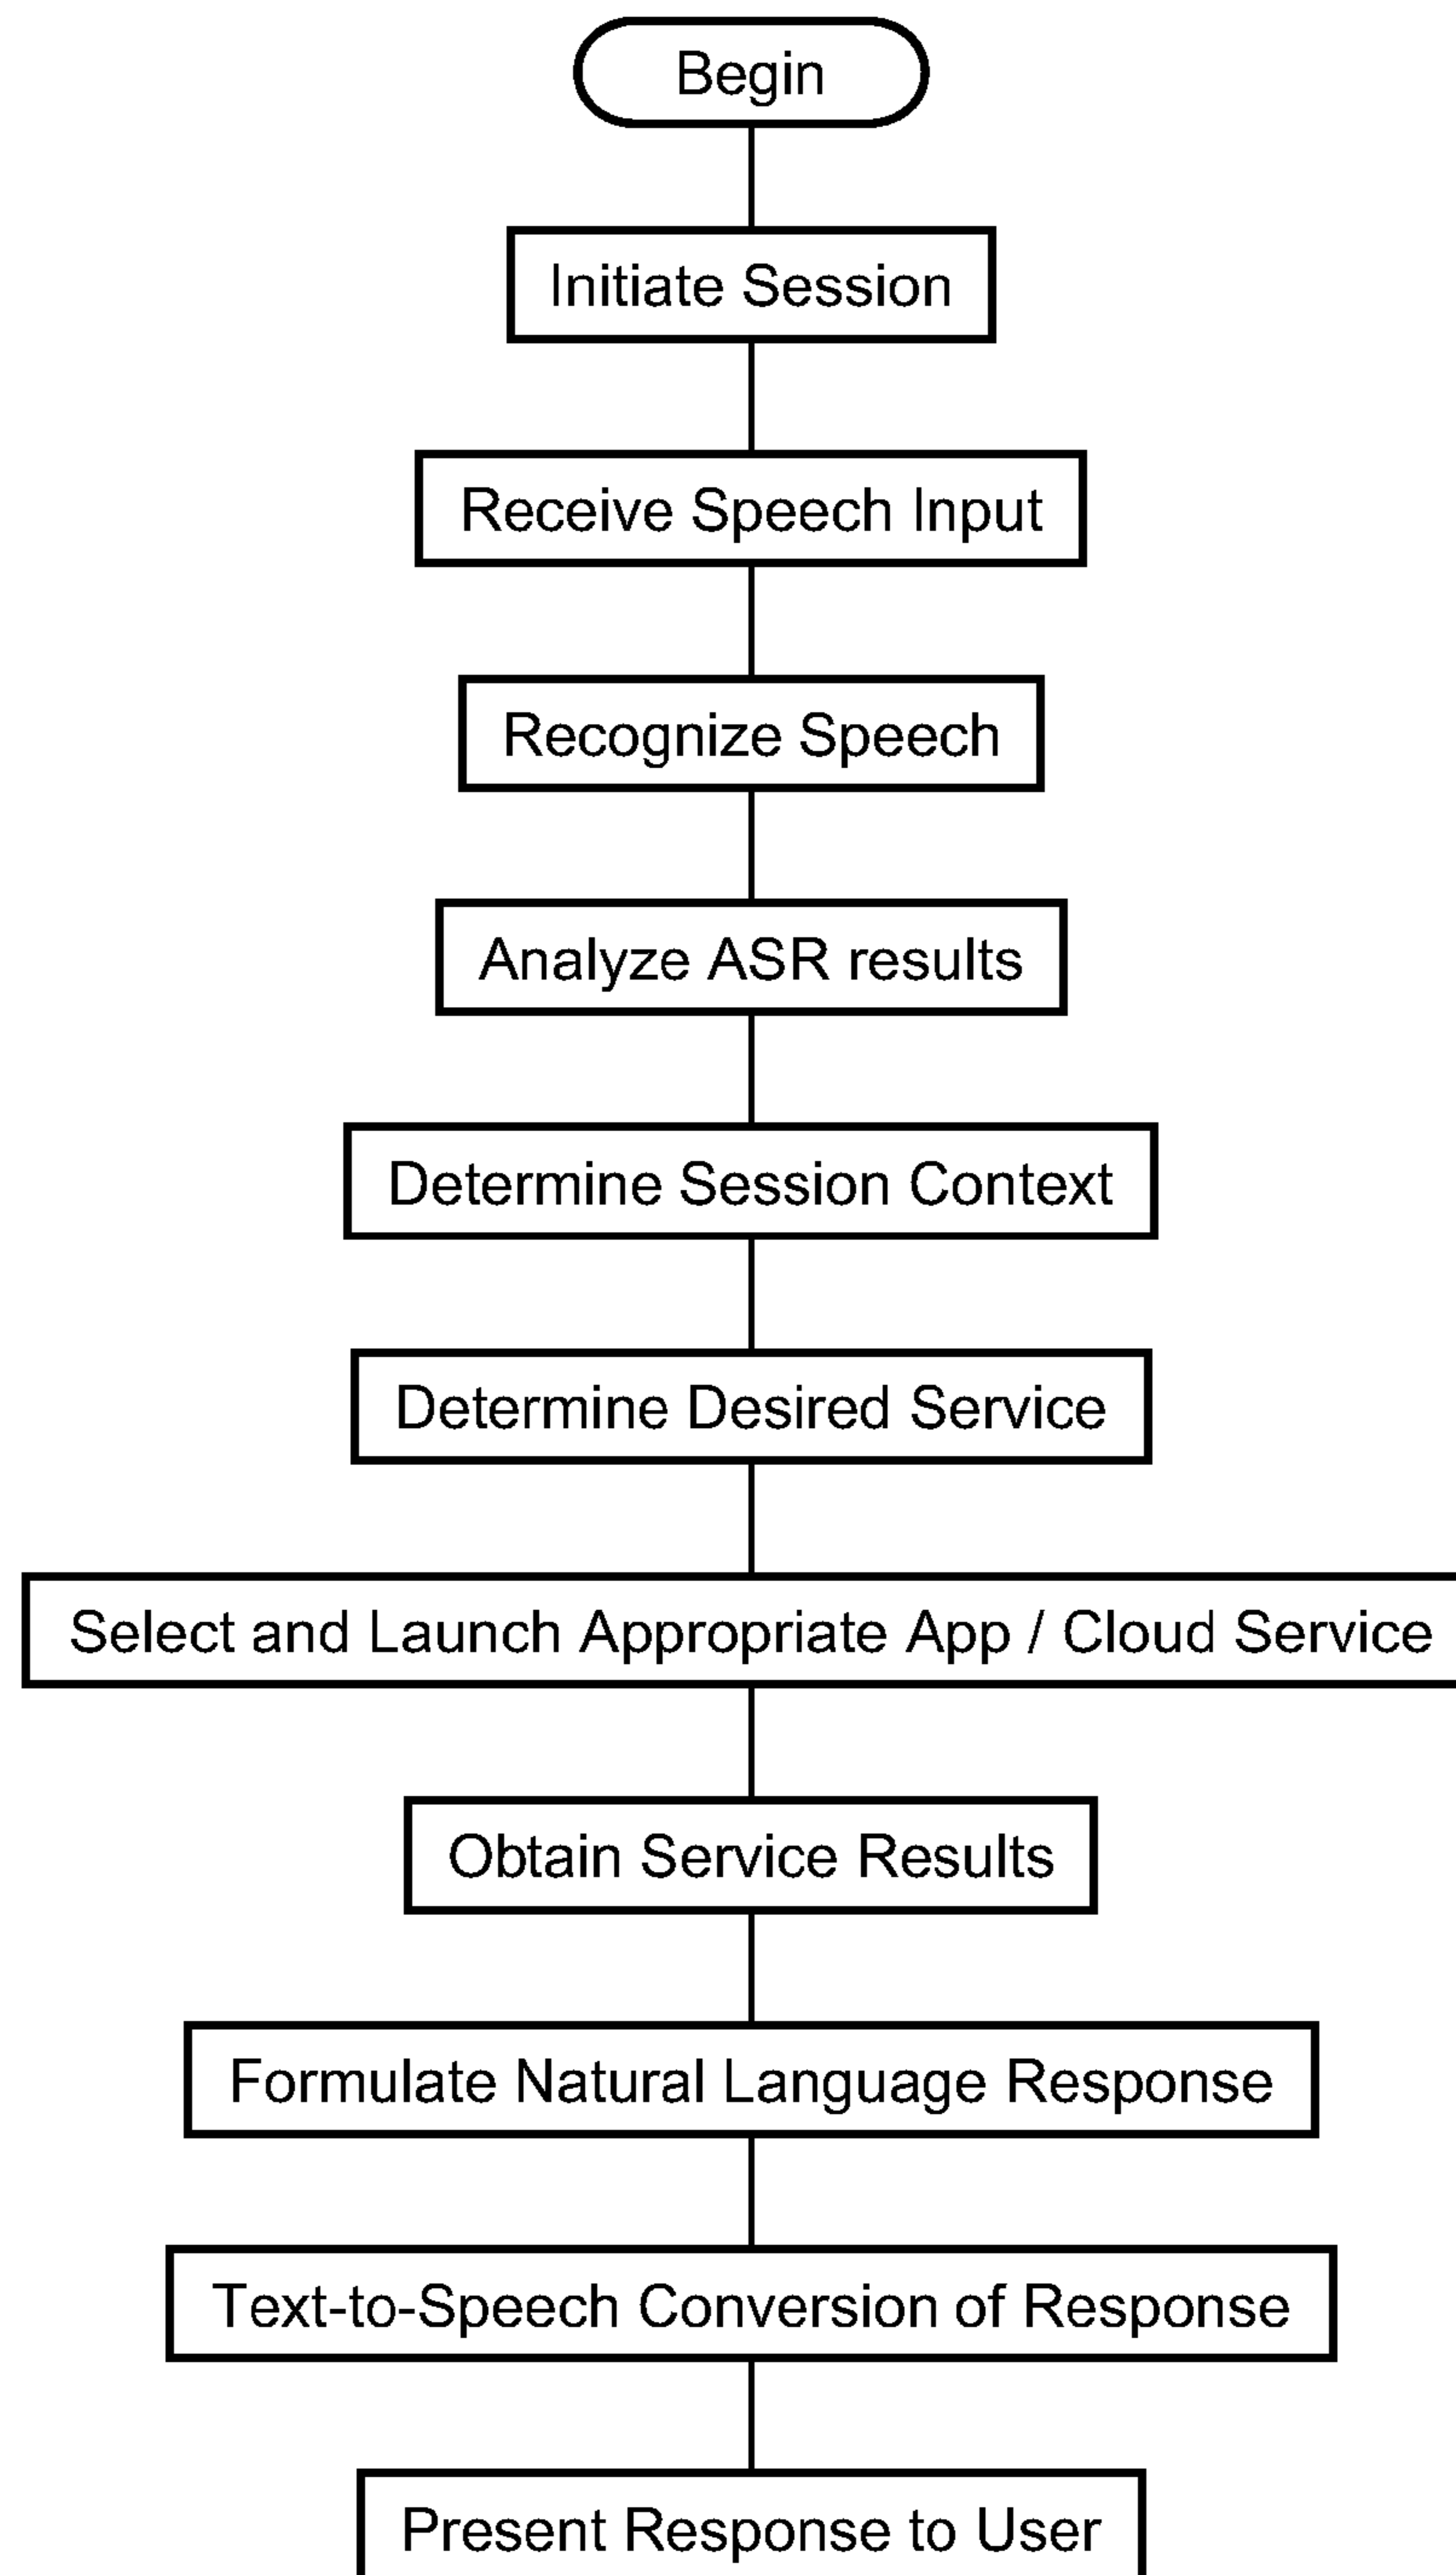 Begin
Initiate Session
Receive Speech Input
Recognize Speech
Analyze ASR results
Determine Session Context
Determine Desired Service
Select and Launch Appropriate App / Cloud Service
Obtain Service Results
Formulate Natural Language Response
Text-to-Speech Conversion of Response
Present Response to User